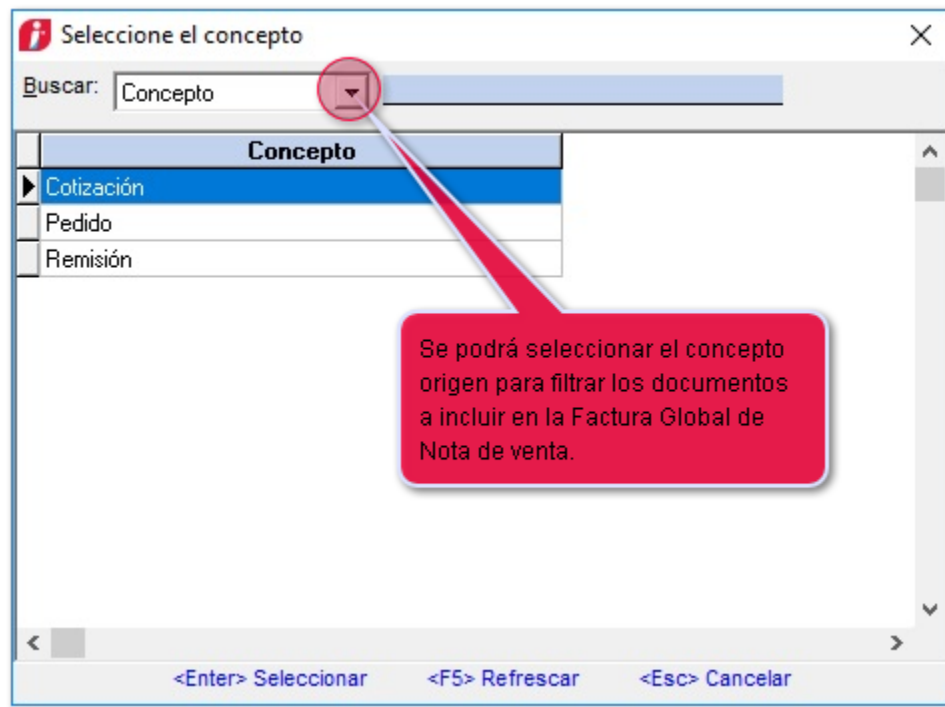 Seleccione el concepto
Buscar: Concepto
Concepto
Cotización
Pedido
Remisión
Se podrá seleccionar el concepto
origen para filtrar los documentos
a incluir en la Factura Global de
Nota de venta.
<Enter> Seleccionar <F5> Refrescar <Esc> Cancelar